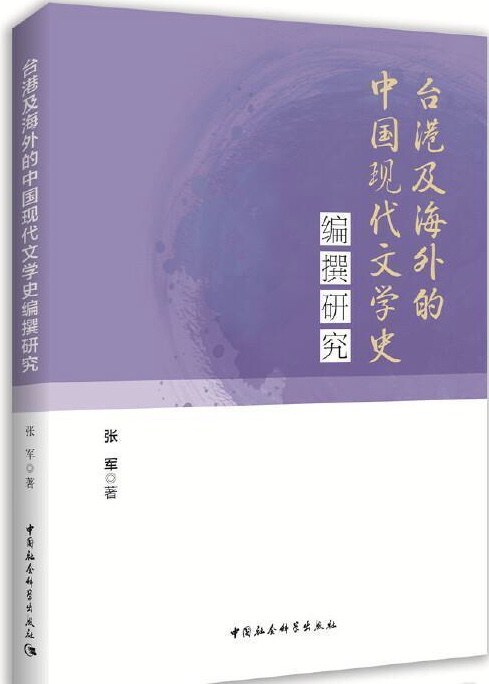 台港及海外的中国现代文学史编撰研究
张 军◎著
中国社会科学出版社
台港及海外的
中国现代文学史
编撰研究
张 军◎著
中国社会科学出版社